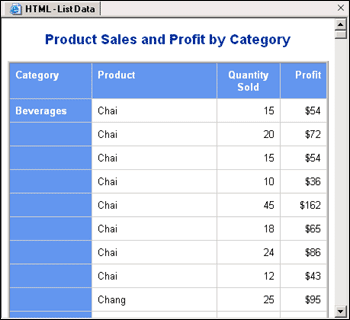 HTML - List Data
Product Sales and Profit by Category
Category Product Quantity Sold Profit
Beverages Chai 15 $54
Chai 20 $72
Chai 15 $54
Chai 10 $36
Chai 45 $162
Chai 18 $65
Chai 24 $86
Chai 12 $43
Chang 25 $95